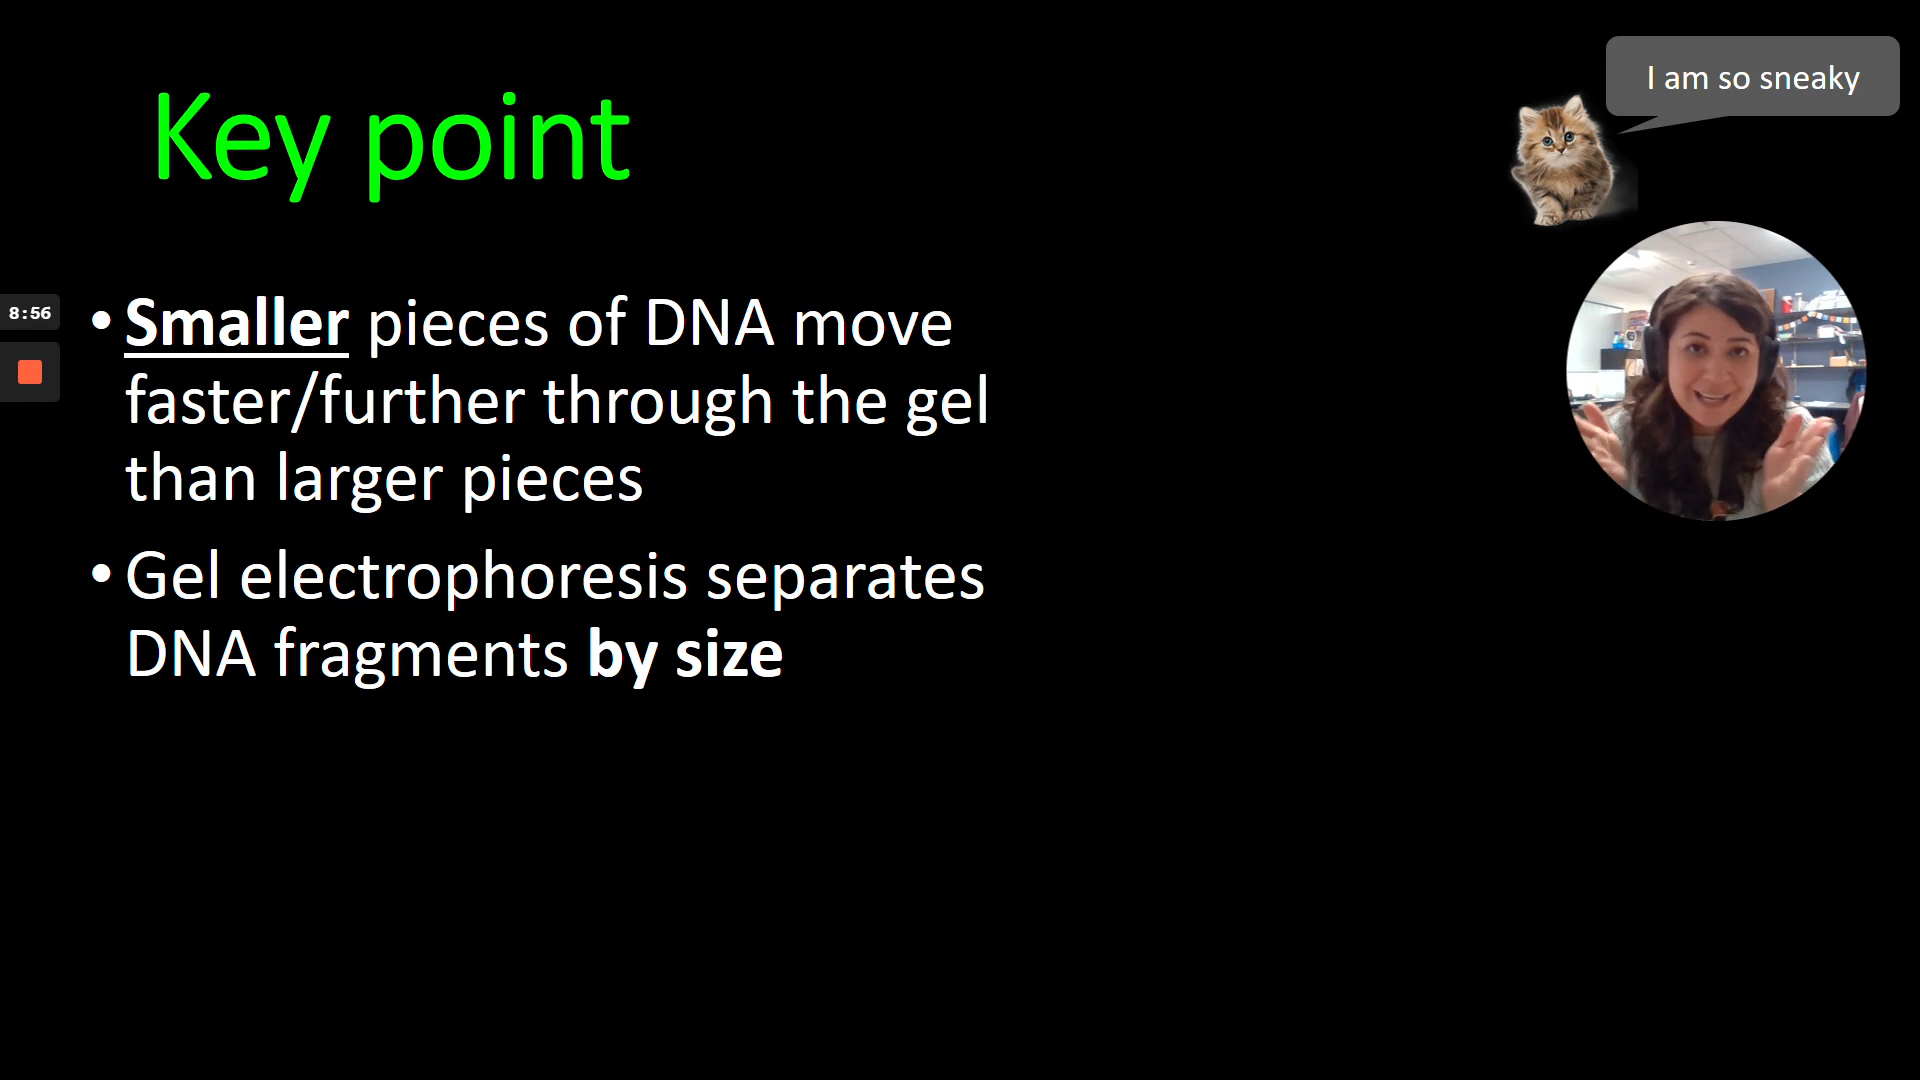 Key point
I am so sneaky
8:56
• Smaller pieces of DNA move
faster/further through the gel
than larger pieces
• Gel electrophoresis separates
DNA fragments by size